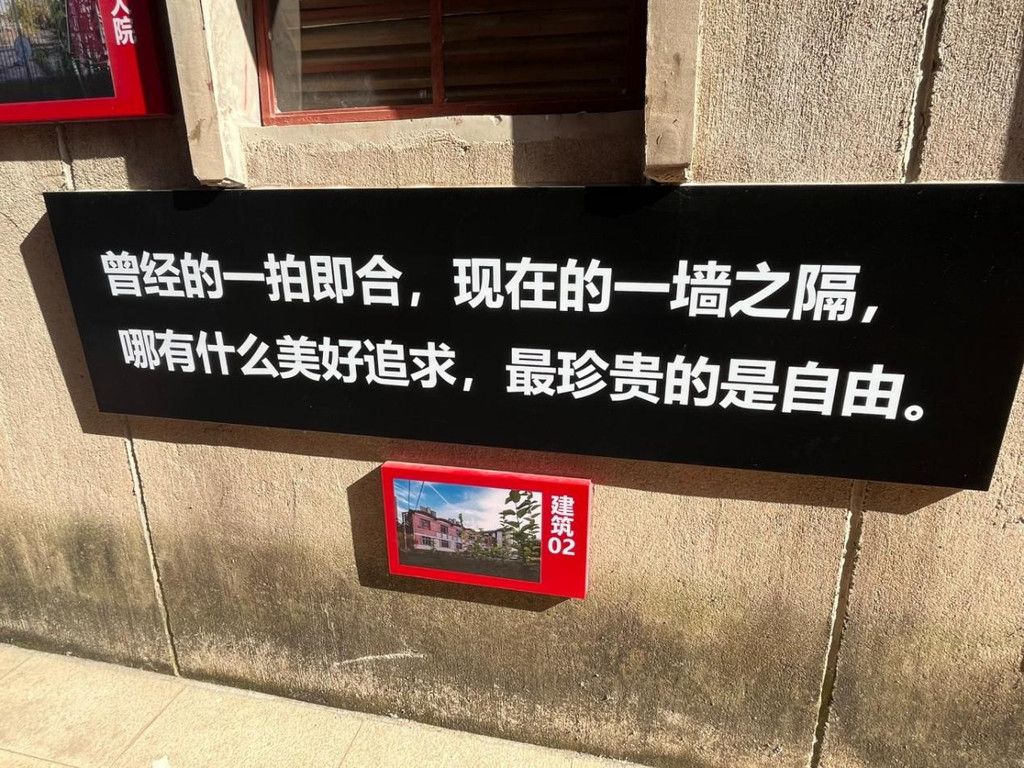 曾经的一拍即合，现在的一墙之隔，
哪有什么美好追求，最珍贵的是自由。
建筑
02